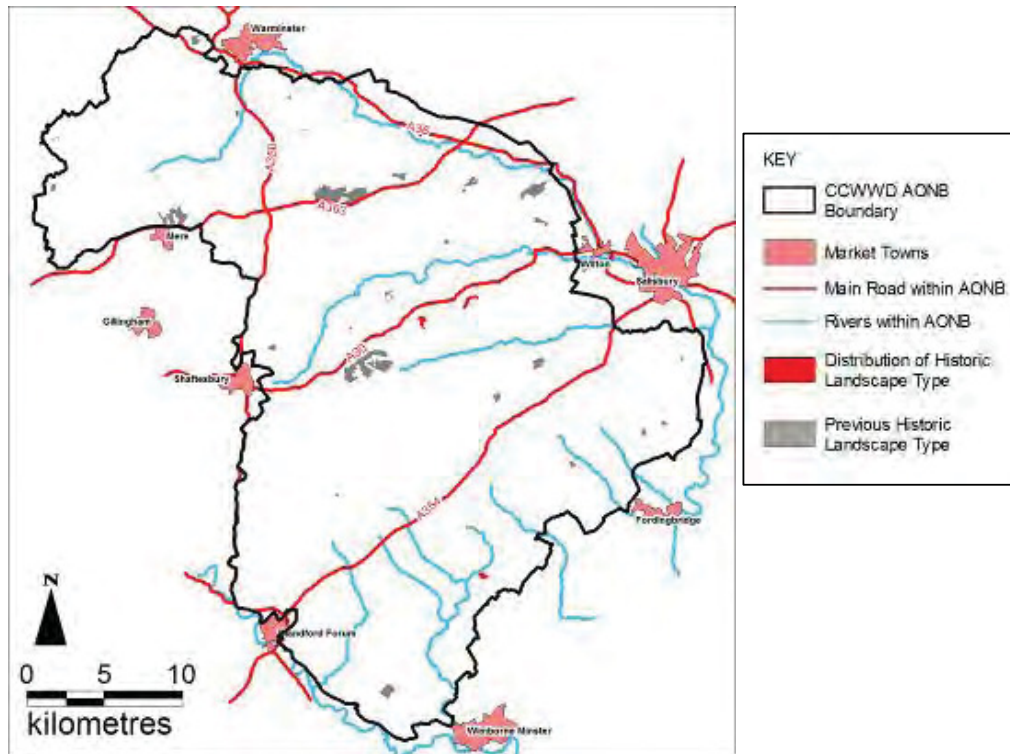 Warminster
A36
A350
A303
Mere
Wilton
Salisbury
Gillingham
A30
Shaftesbury
A354
Fordingbridge
Blandford Forum
Wimborne Minster
N
0 5 10
kilometres
KEY
CCWWD AONB
Boundary
Market Towns
Main Road within AONB
Rivers within AONB
Distribution of Historic
Landscape Type
Previous Historic
Landscape Type